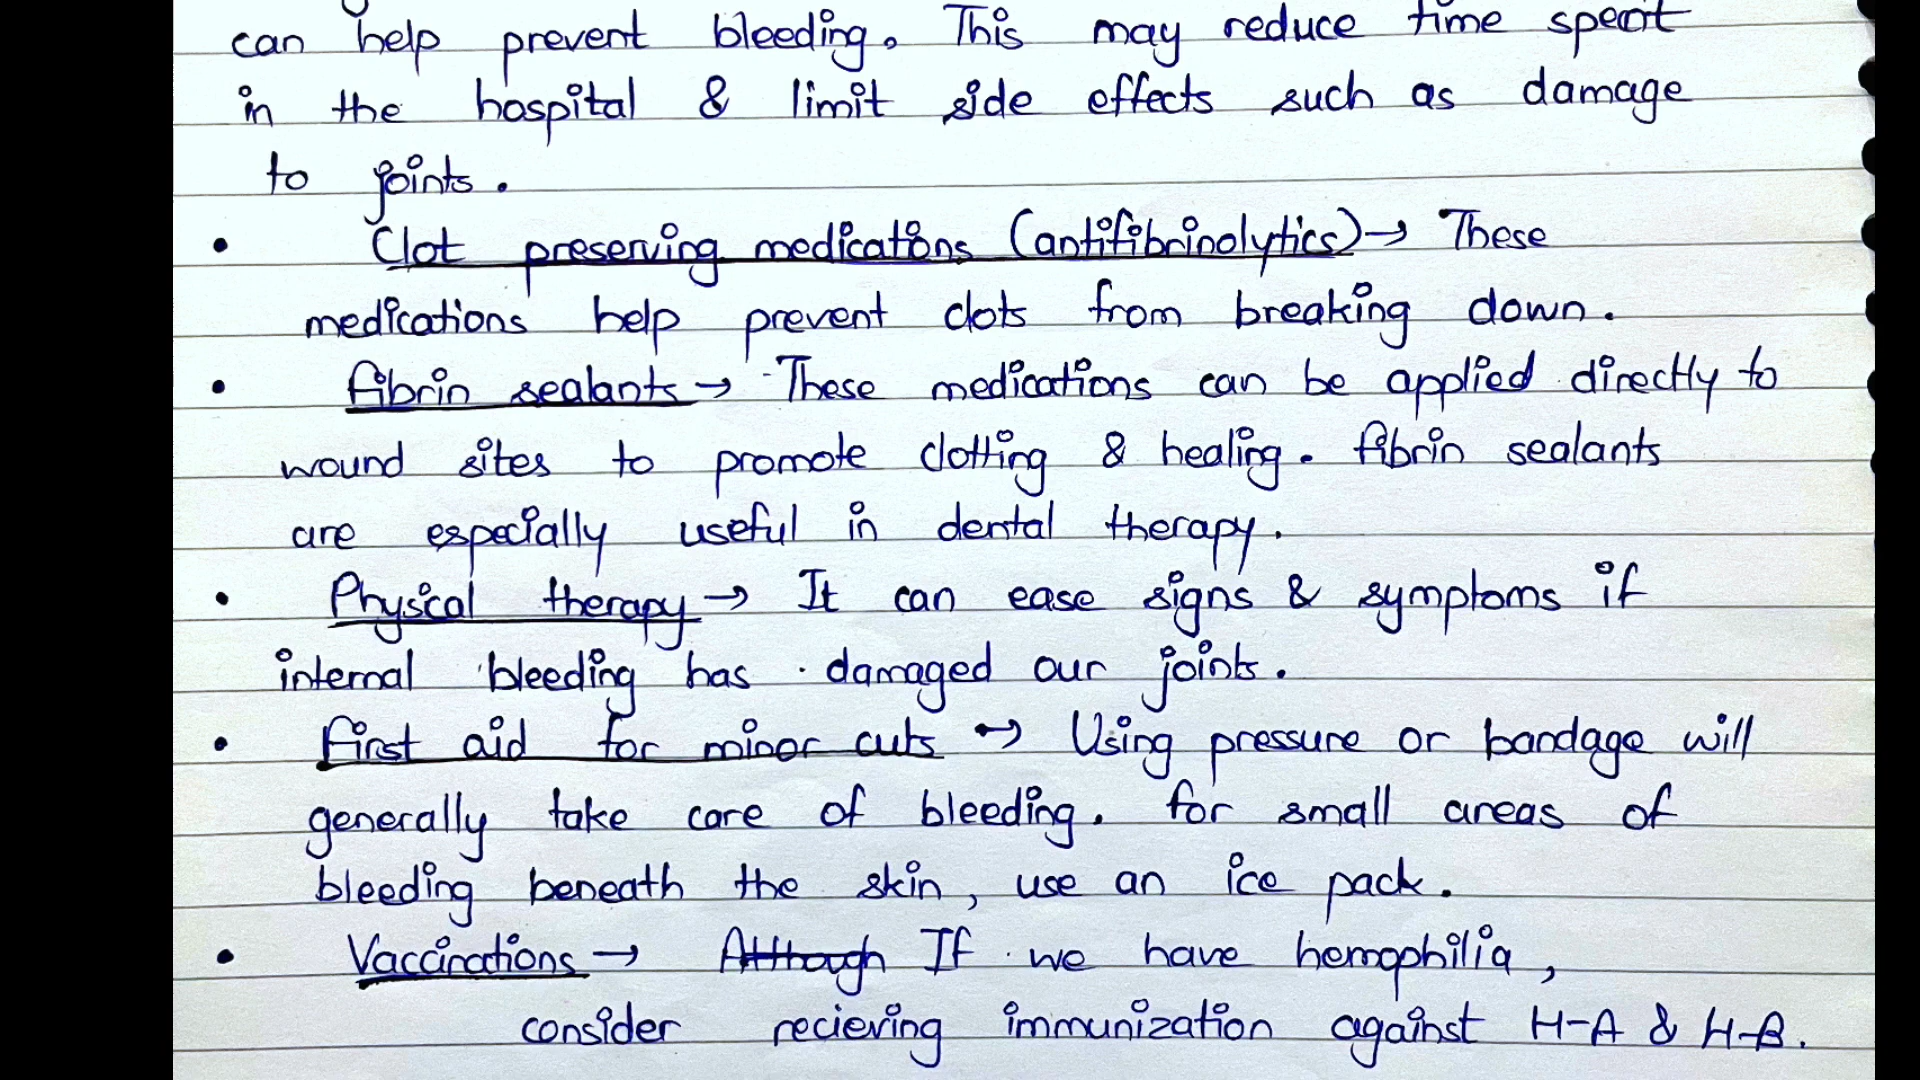 can help prevent bleeding. This may reduce time spent
in the hospital & limit side effects such as damage
to joints.
• Clot preserving medications (antifibrinolytics) → These
medications help prevent clots from breaking down.
• fibrin sealants → These medications can be applied directly to
wound sites to promote clotting & healing. fibrin sealants
are especially useful in dental therapy.
• Physical therapy → It can ease signs & symptoms if
internal bleeding has damaged our joints.
• first aid for minor cuts → Using pressure or bandage will
generally take care of bleeding. for small areas of
bleeding beneath the skin, use an ice pack.
• Vaccinations → Although If we have hemophilia,
consider recieving immunization against H-A & H-B.